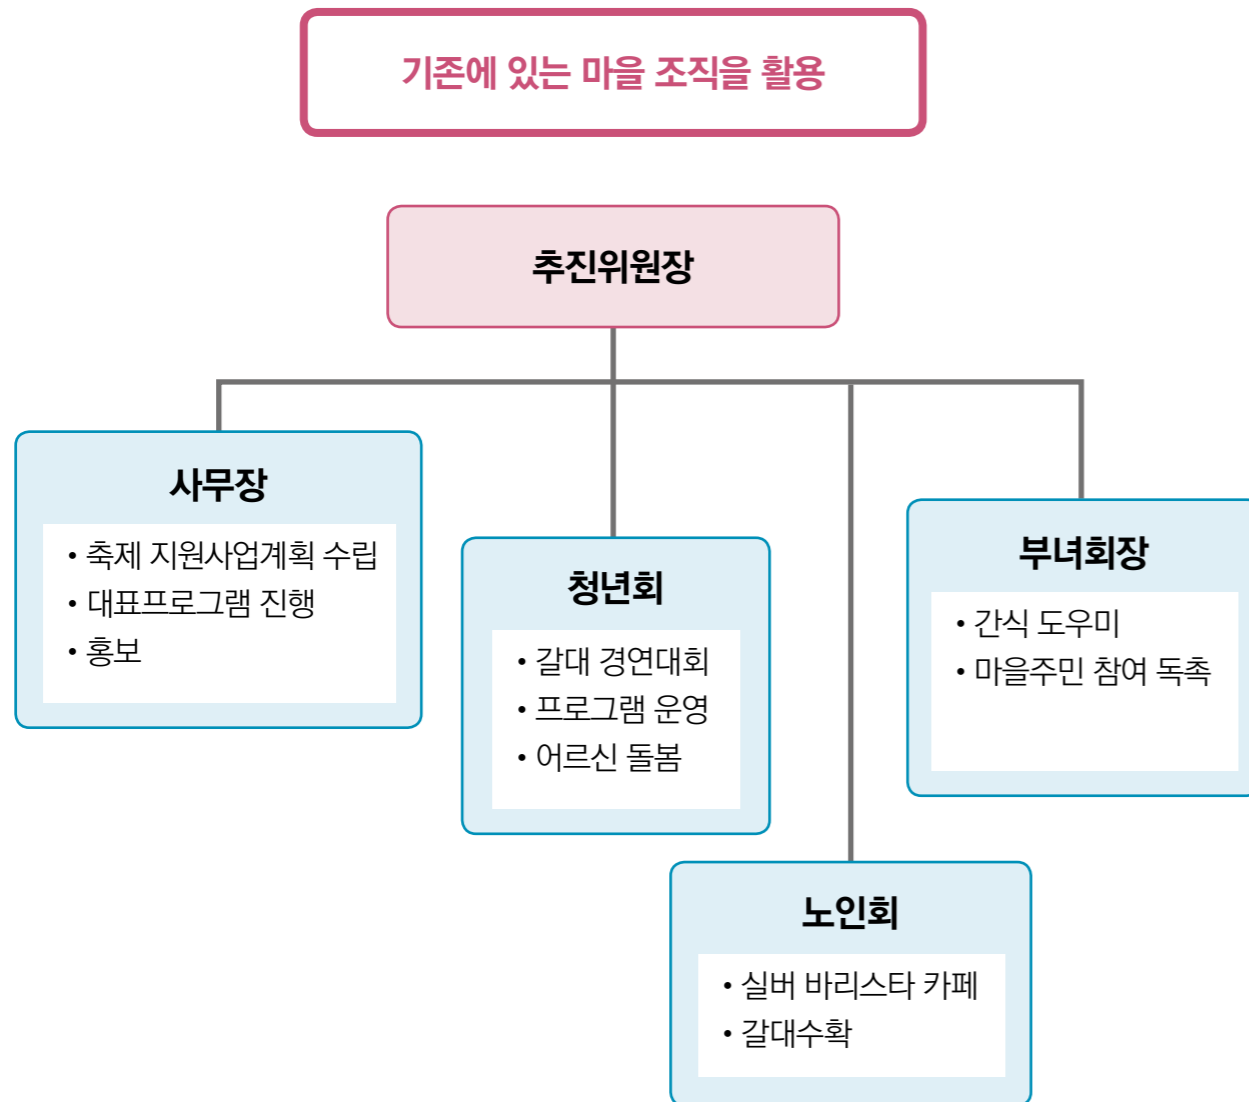 기존에 있는 마을 조직을 활용
추진위원장
사무장
• 축제 지원사업계획 수립
• 대표프로그램 진행
• 홍보
청년회
• 갈대 경연대회
• 프로그램 운영
• 어르신 돌봄
부녀회장
• 간식 도우미
• 마을주민 참여 독촉
노인회
• 실버 바리스타 카페
• 갈대수확